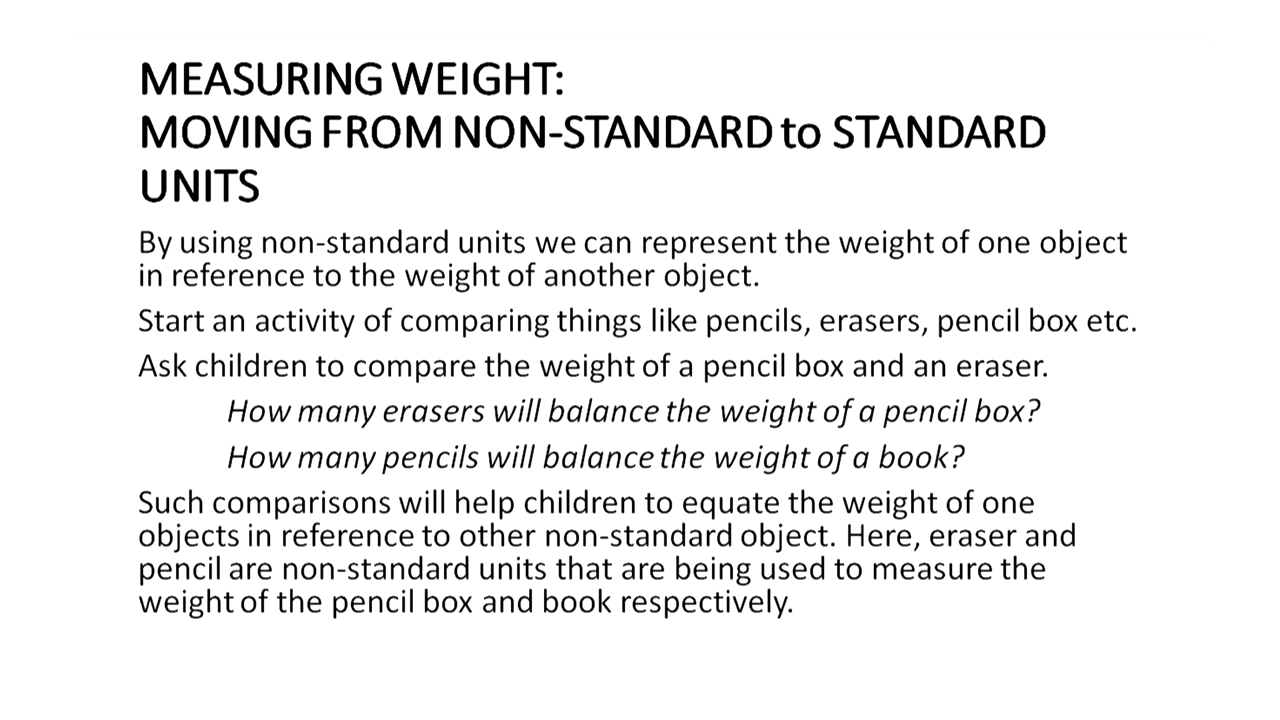 MEASURING WEIGHT:
MOVING FROM NON-STANDARD to STANDARD
UNITS
By using non-standard units we can represent the weight of one object
in reference to the weight of another object.
Start an activity of comparing things like pencils, erasers, pencil box etc.
Ask children to compare the weight of a pencil box and an eraser.
How many erasers will balance the weight of a pencil box?
How many pencils will balance the weight of a book?
Such comparisons will help children to equate the weight of one
objects in reference to other non-standard object. Here, eraser and
pencil are non-standard units that are being used to measure the
weight of the pencil box and book respectively.